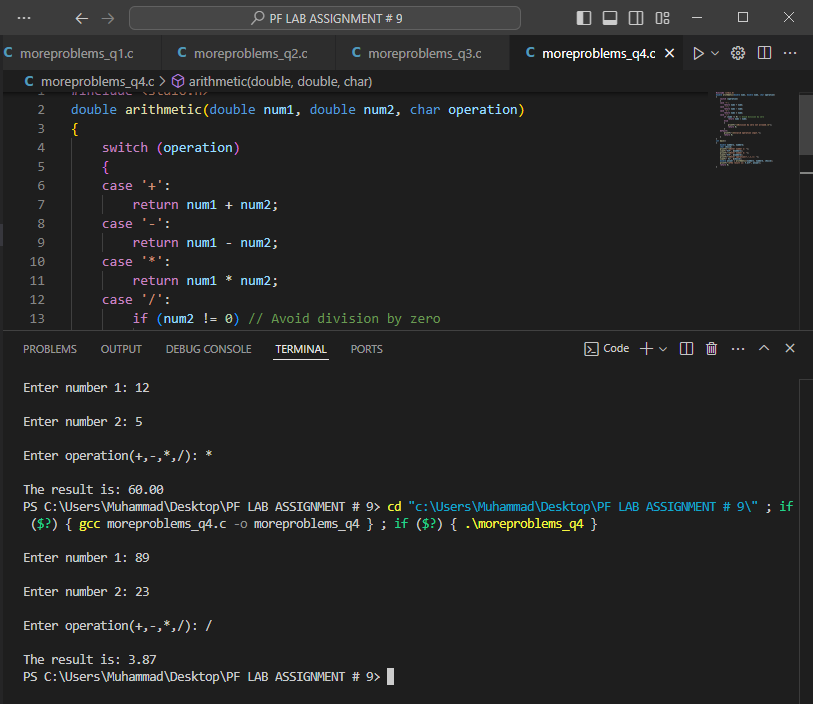 PF LAB ASSIGNMENT # 9
C moreproblems_q1.c C moreproblems_q2.c C moreproblems_q3.c C moreproblems_q4.c
C moreproblems_q4.c > arithmetic(double, double, char)
1 #include <stdio.h>
2 double arithmetic(double num1, double num2, char operation)
3 {
4 switch (operation)
5 {
6 case '+':
7 return num1 + num2;
8 case '-':
9 return num1 - num2;
10 case '*':
11 return num1 * num2;
12 case '/':
13 if (num2 != 0) // Avoid division by zero
PROBLEMS OUTPUT DEBUG CONSOLE TERMINAL PORTS Code
Enter number 1: 12
Enter number 2: 5
Enter operation(+,-,*,/): *
The result is: 60.00
PS C:\Users\Muhammad\Desktop\PF LAB ASSIGNMENT # 9> cd "c:\Users\Muhammad\Desktop\PF LAB ASSIGNMENT # 9\" ; if
($?) { gcc moreproblems_q4.c -o moreproblems_q4 } ; if ($?) { .\moreproblems_q4 }
Enter number 1: 89
Enter number 2: 23
Enter operation(+,-,*,/): /
The result is: 3.87
PS C:\Users\Muhammad\Desktop\PF LAB ASSIGNMENT # 9>